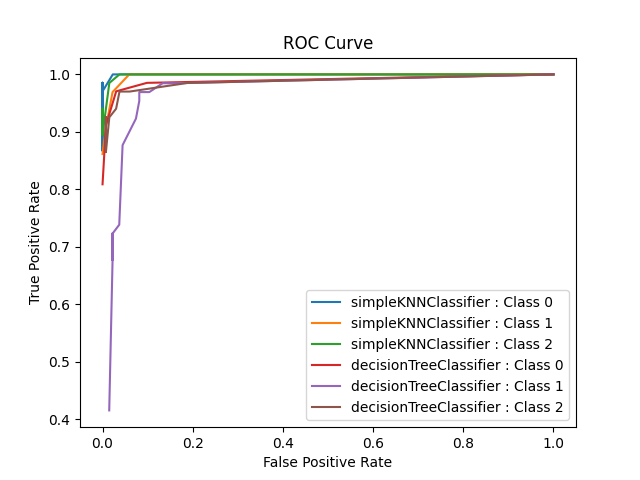 ROC Curve
1.0
0.9
0.8
0.7
0.6
0.5
0.4
True Positive Rate
simpleKNNClassifier : Class 0
simpleKNNClassifier : Class 1
simpleKNNClassifier : Class 2
decisionTreeClassifier : Class 0
decisionTreeClassifier : Class 1
decisionTreeClassifier : Class 2
0.0 0.2 0.4 0.6 0.8 1.0
False Positive Rate